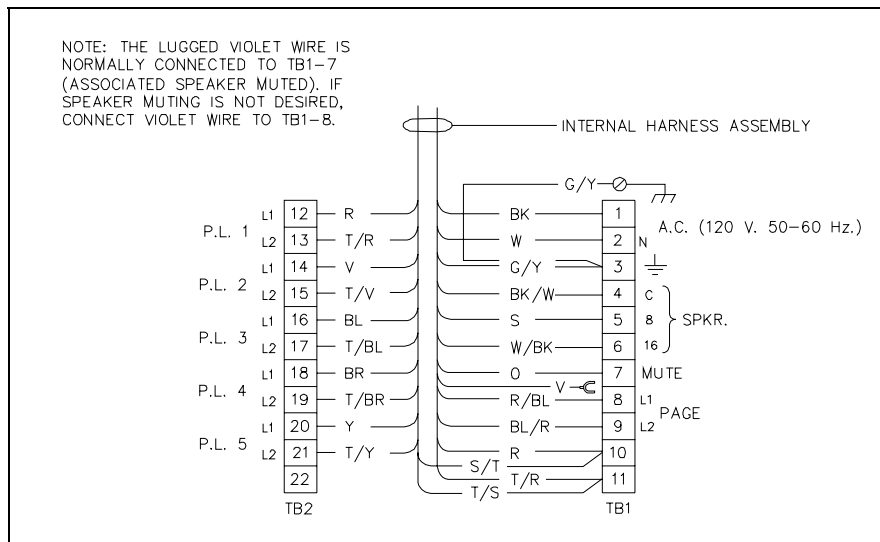 NOTE: THE LUGGED VIOLET WIRE IS
NORMALLY CONNECTED TO TB1-7
(ASSOCIATED SPEAKER MUTED). IF
SPEAKER MUTING IS NOT DESIRED,
CONNECT VIOLET WIRE TO TB1-8.
INTERNAL HARNESS ASSEMBLY
G/Y
P.L. 1
L1 12 R
L2 13 T/R
P.L. 2
L1 14 V
L2 15 T/V
P.L. 3
L1 16 BL
L2 17 T/BL
P.L. 4
L1 18 BR
L2 19 T/BR
P.L. 5
L1 20 Y
L2 21 T/Y
22
TB2
BK 1
A.C. (120 V. 50-60 Hz.)
W 2 N
G/Y 3
BK/W 4 C
S 5 8 SPKR.
W/BK 6 16
O 7 MUTE
V
R/BL 8 L1
PAGE
BL/R 9 L2
R 10
S/T
T/R 11
T/S
TB1